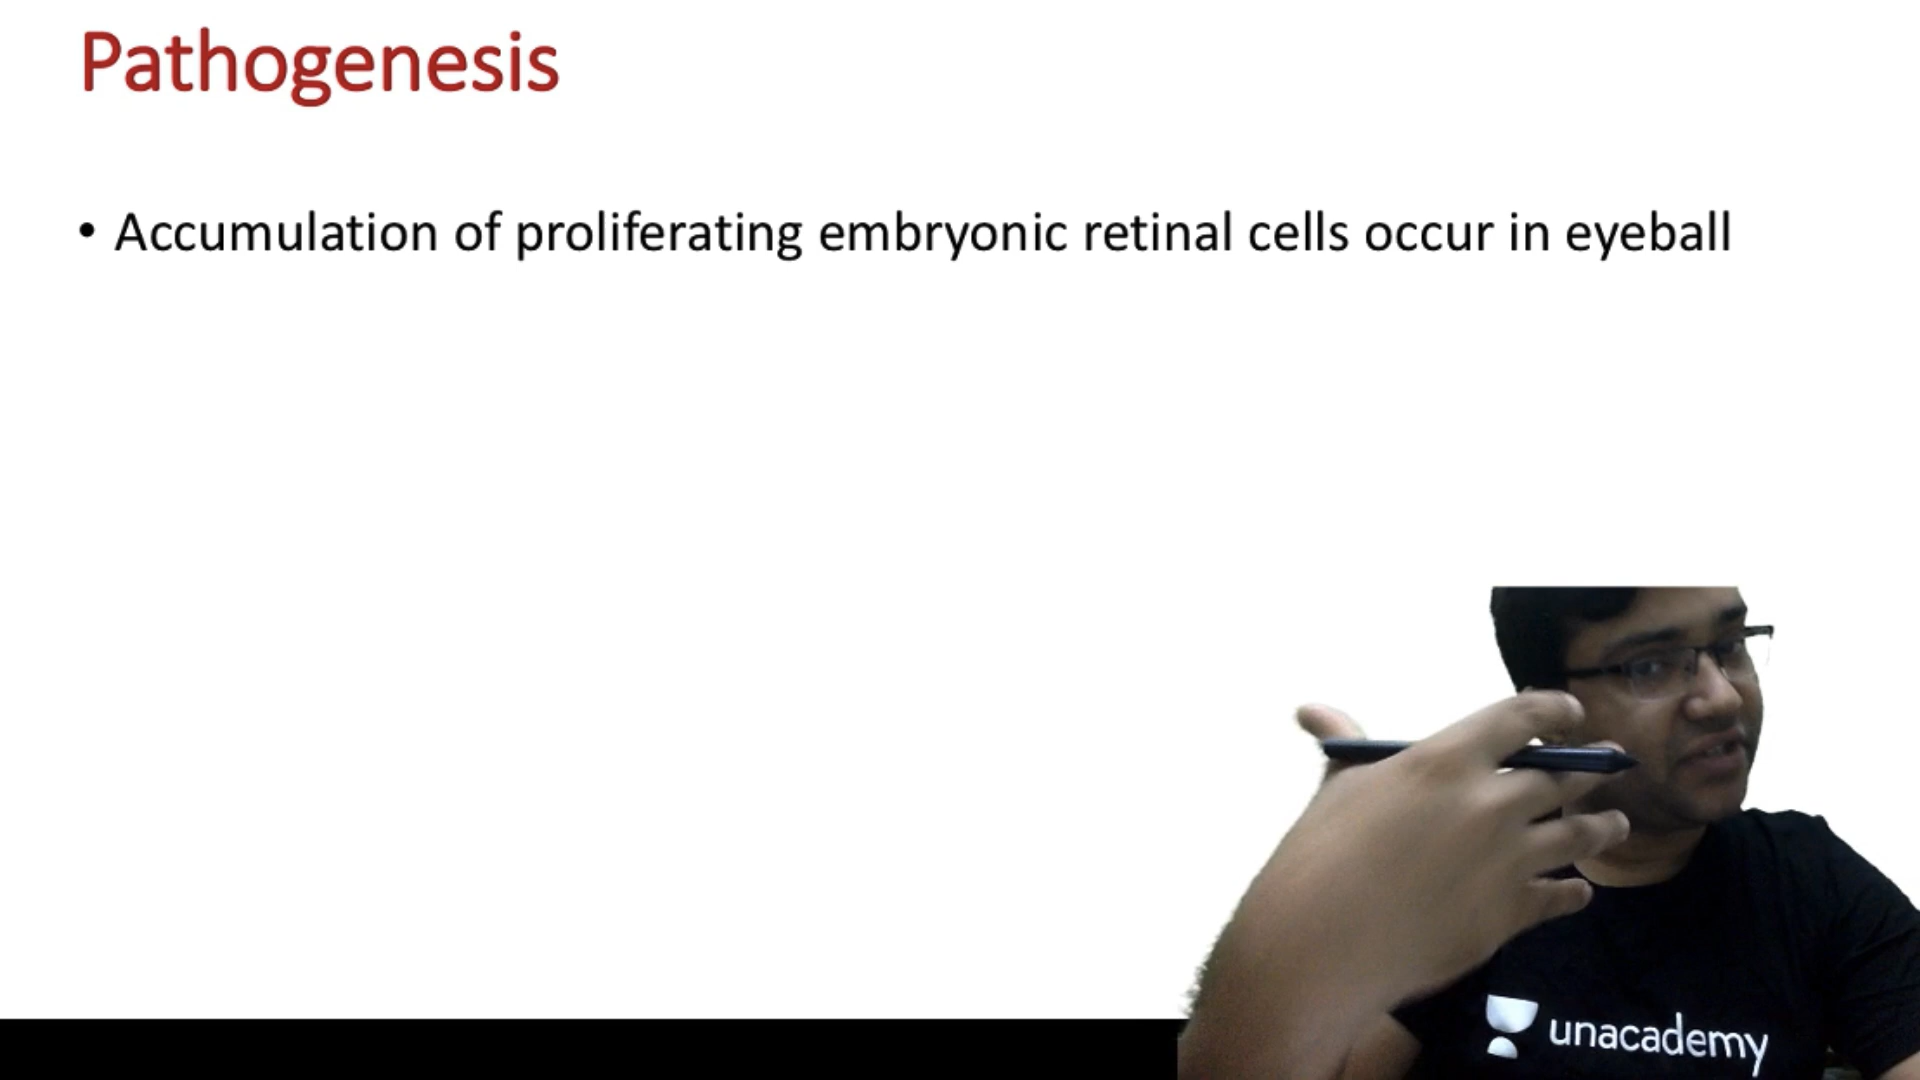 Pathogenesis
• Accumulation of proliferating embryonic retinal cells occur in eyeball
unacademy